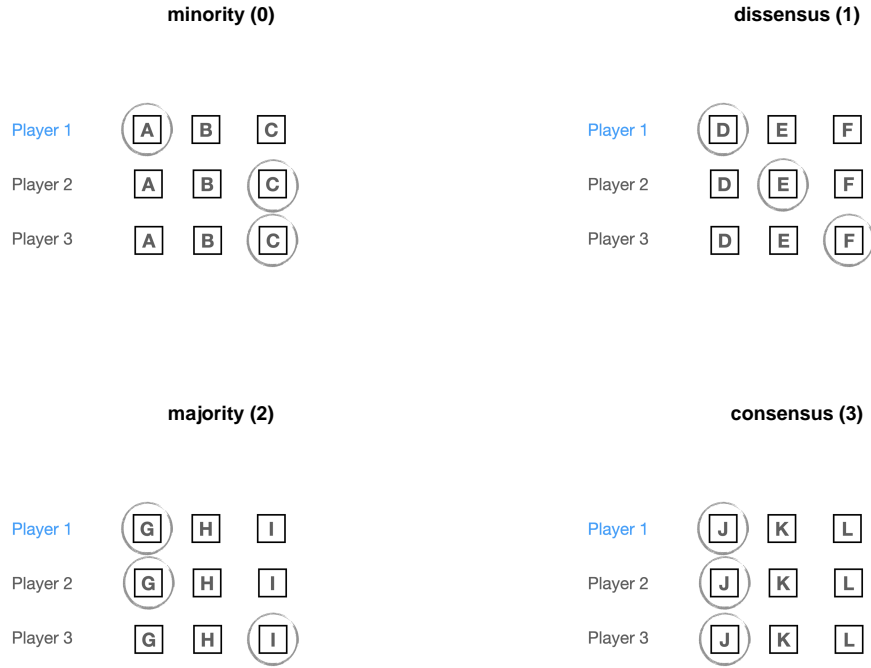 minority (0)
Player 1 A B C
Player 2 A B C
Player 3 A B C
dissensus (1)
Player 1 D E F
Player 2 D E F
Player 3 D E F
majority (2)
Player 1 G H I
Player 2 G H I
Player 3 G H I
consensus (3)
Player 1 J K L
Player 2 J K L
Player 3 J K L